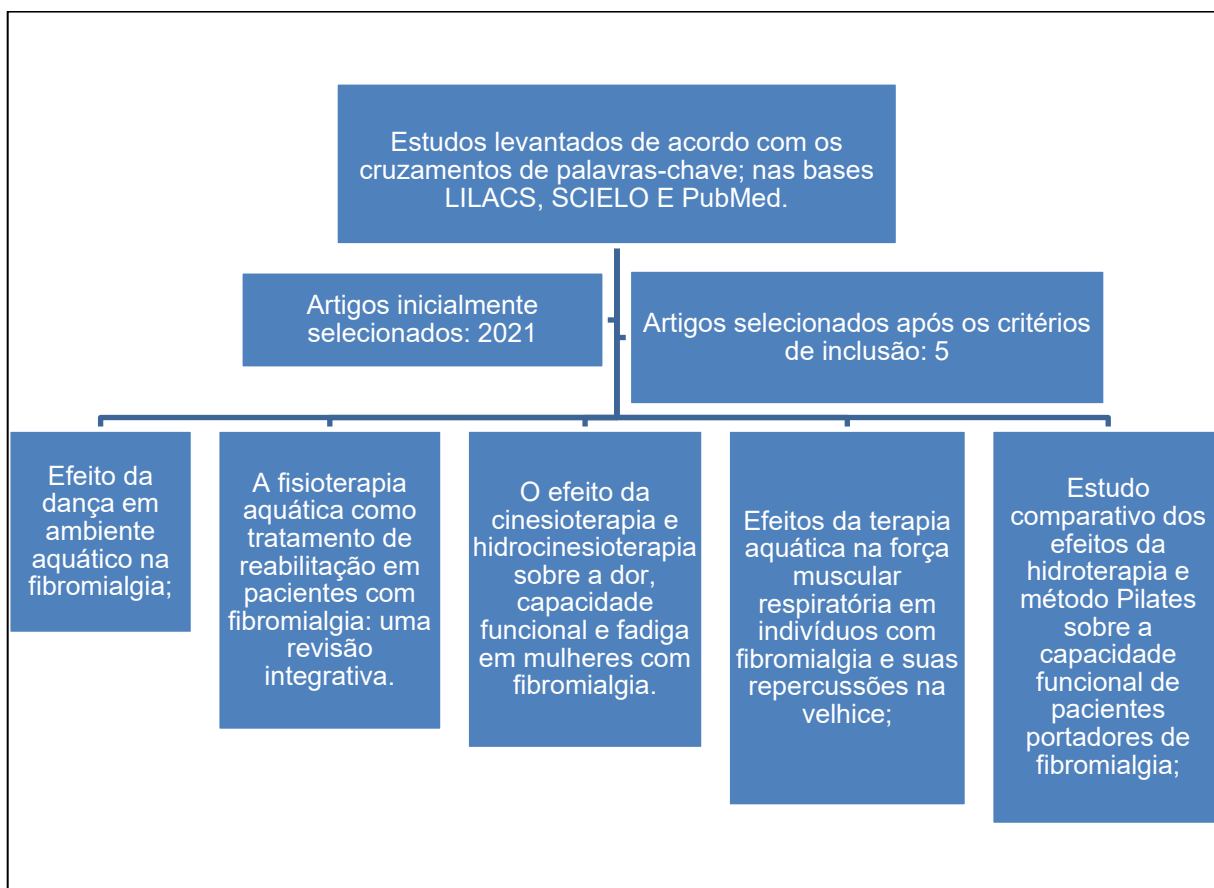 Estudos levantados de acordo com os
cruzamentos de palavras-chave; nas bases
LILACS, SCIELO E PubMed.
Artigos inicialmente
selecionados: 2021
Artigos selecionados após os critérios
de inclusão: 5
Efeito da
dança em
ambiente
aquático na
fibromialgia;
A fisioterapia
aquática como
tratamento de
reabilitação em
pacientes com
fibromialgia: uma
revisão
integrativa.
O efeito da
cinesioterapia e
hidrocinesioterapia
sobre a dor,
capacidade
funcional e fadiga
em mulheres com
fibromialgia.
Efeitos da terapia
aquática na força
muscular
respiratória em
indivíduos com
fibromialgia e suas
repercussões na
velhice;
Estudo
comparativo dos
efeitos da
hidroterapia e
método Pilates
sobre a
capacidade
funcional de
pacientes
portadores de
fibromialgia;